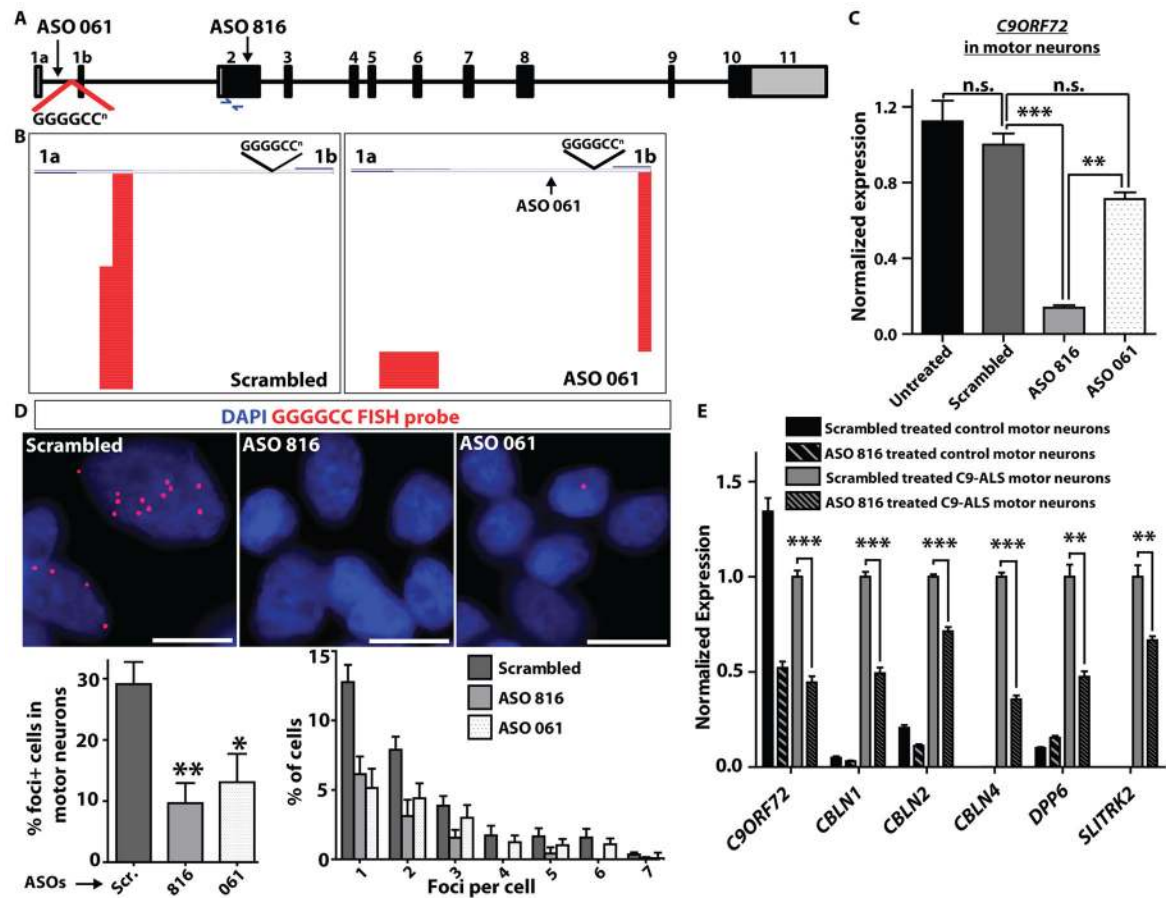 A
ASO 061
ASO 816
1a
1b
2
3
4
5
6
7
8
9
10
11
GGGGCCⁿ
B
1a
GGGGCCⁿ
1b
Scrambled
1a
GGGGCCⁿ
1b
ASO 061
ASO 061
C
C9ORF72
in motor neurons
n.s.
n.s.
***
**
Normalized expression
1.2
0.8
0.4
0.0
Untreated
Scrambled
ASO 816
ASO 061
D
DAPI GGGGCC FISH probe
Scrambled
ASO 816
ASO 061
% foci+ cells in
motor neurons
30
20
10
0
**
*
ASOs
Scr.
816
061
% of cells
15
10
5
0
Scrambled
ASO 816
ASO 061
1
2
3
4
5
6
7
Foci per cell
E
Scrambled treated control motor neurons
ASO 816 treated control motor neurons
Scrambled treated C9-ALS motor neurons
ASO 816 treated C9-ALS motor neurons
Normalized Expression
1.5
1.0
0.5
0.0
***
***
***
***
**
**
C9ORF72
CBLN1
CBLN2
CBLN4
DPP6
SLITRK2